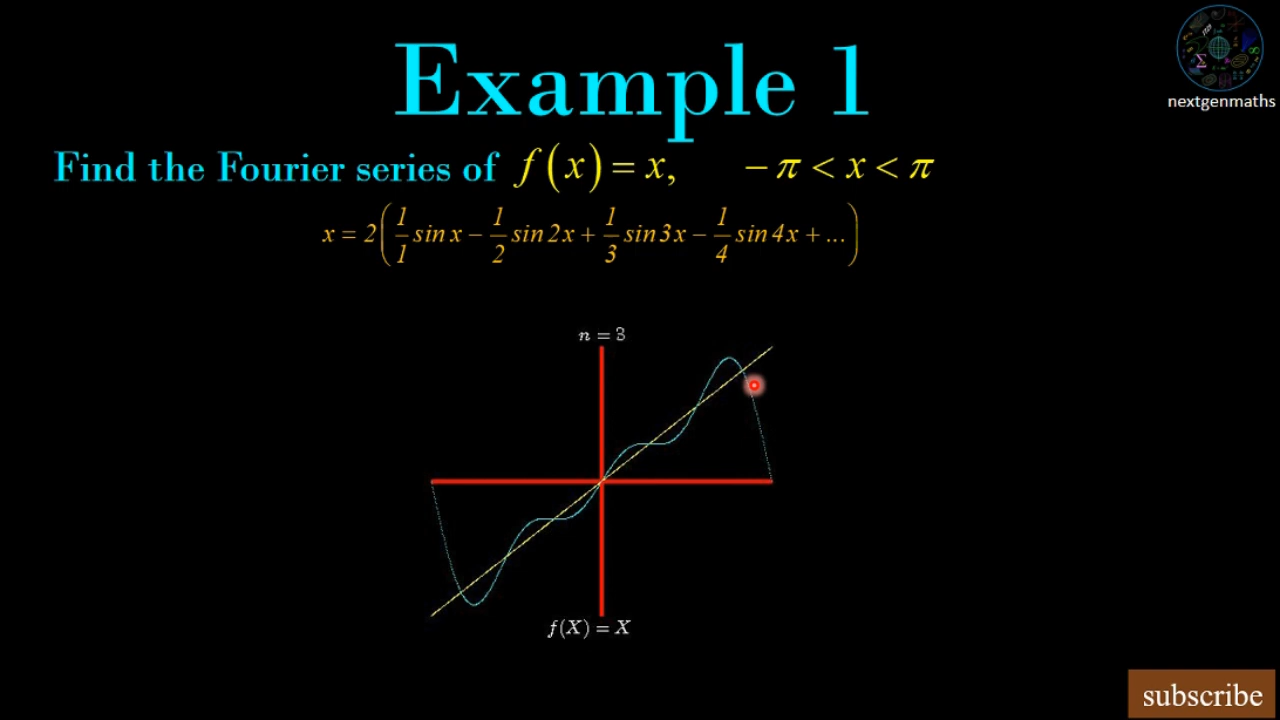 Example 1
nextgenmaths
Find the Fourier series of f(x) = x, −π < x < π
x = 2(1/1 sin x − 1/2 sin 2x + 1/3 sin 3x − 1/4 sin 4x + ...)
n = 3
f(X) = X
subscribe